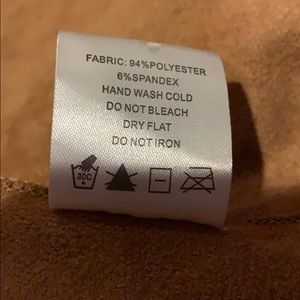 FABRIC: 94%POLYESTER
6%SPANDEX
HAND WASH COLD
DO NOT BLEACH
DRY FLAT
DO NOT IRON
30C